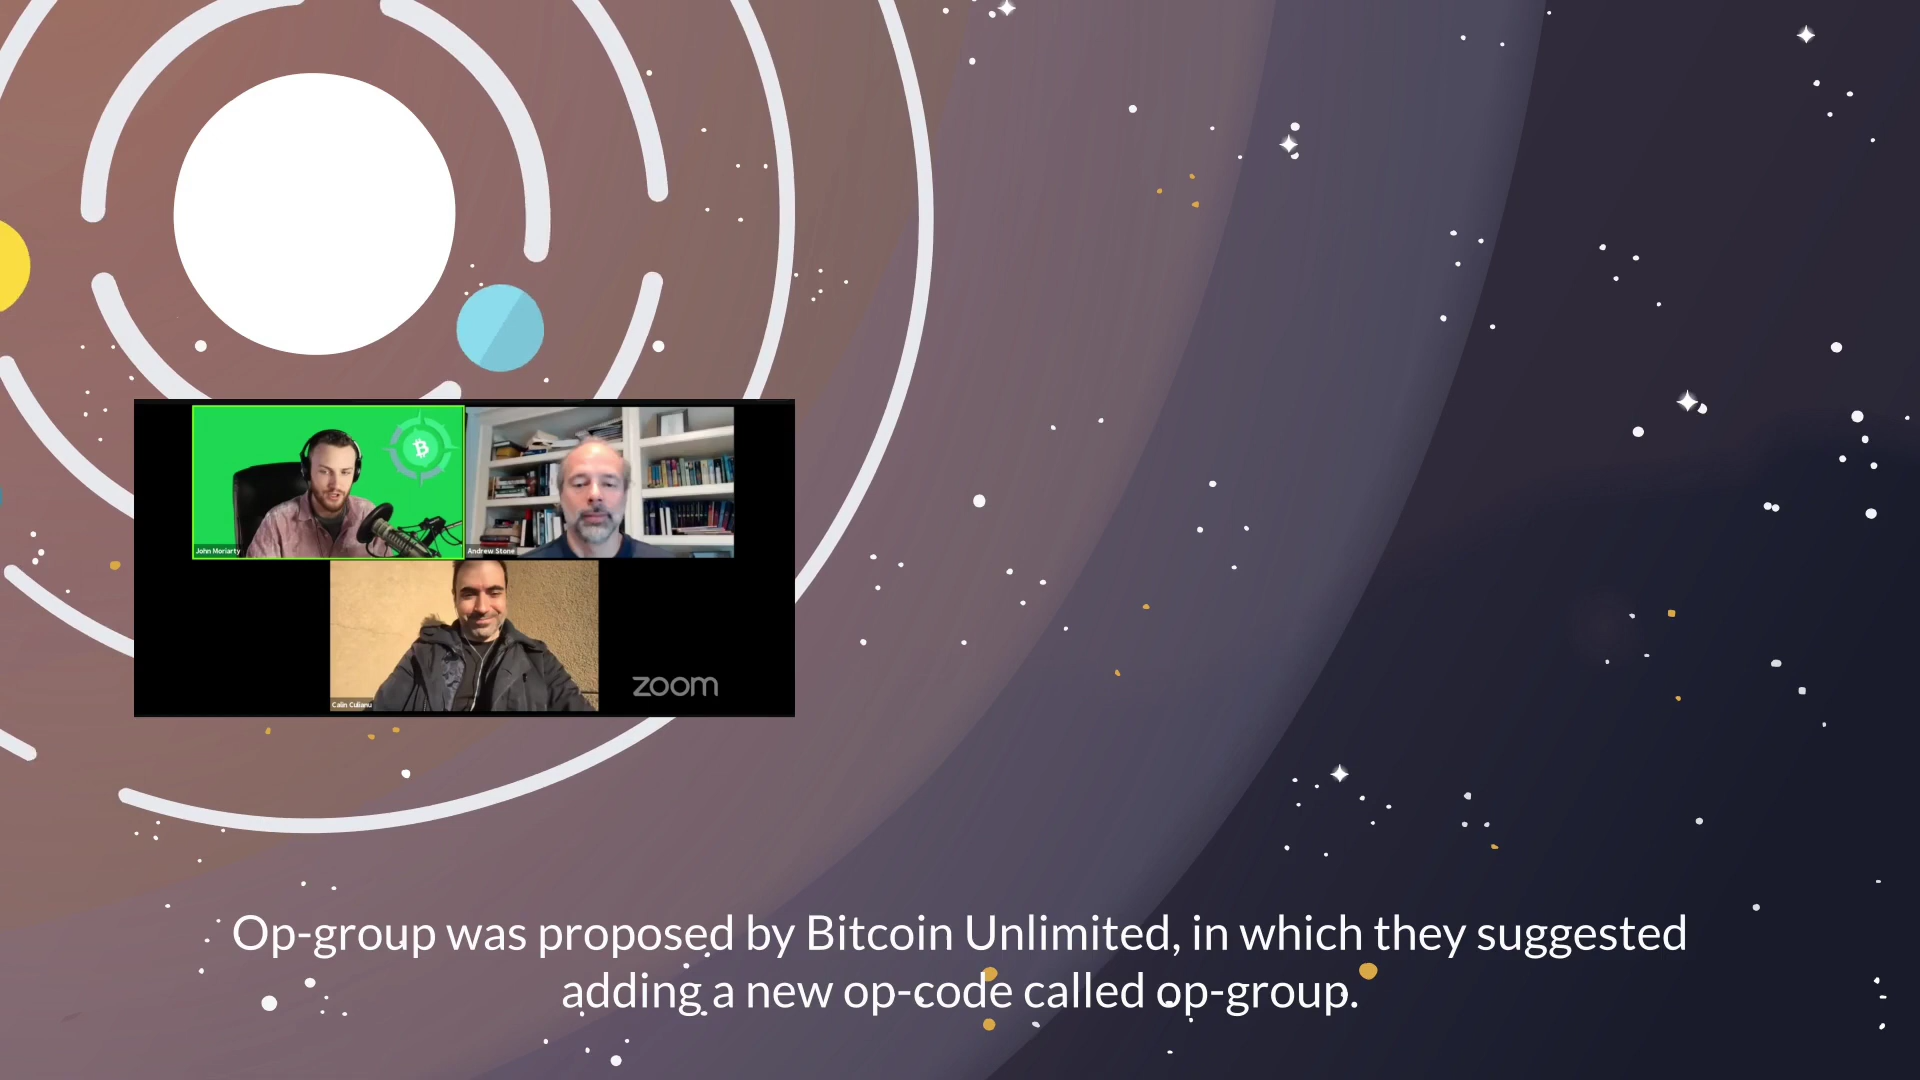 John Moriarty
Andrew Stone
Calin Culianu
zoom
Op-group was proposed by Bitcoin Unlimited, in which they suggested
adding a new op-code called op-group.